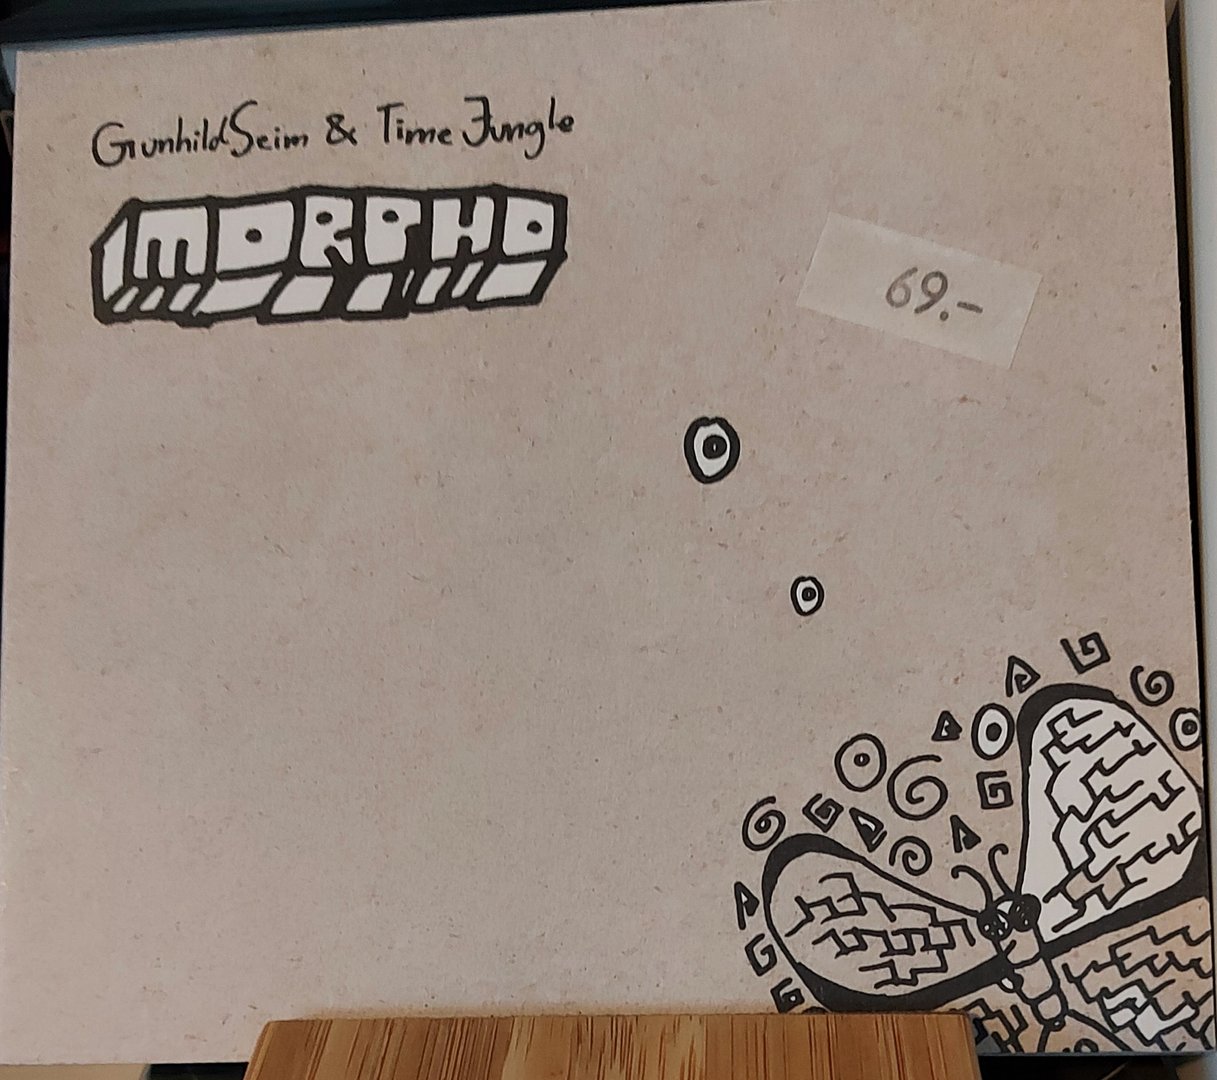 Gunhild Seim & Time Jungle
MORPHO
69.-